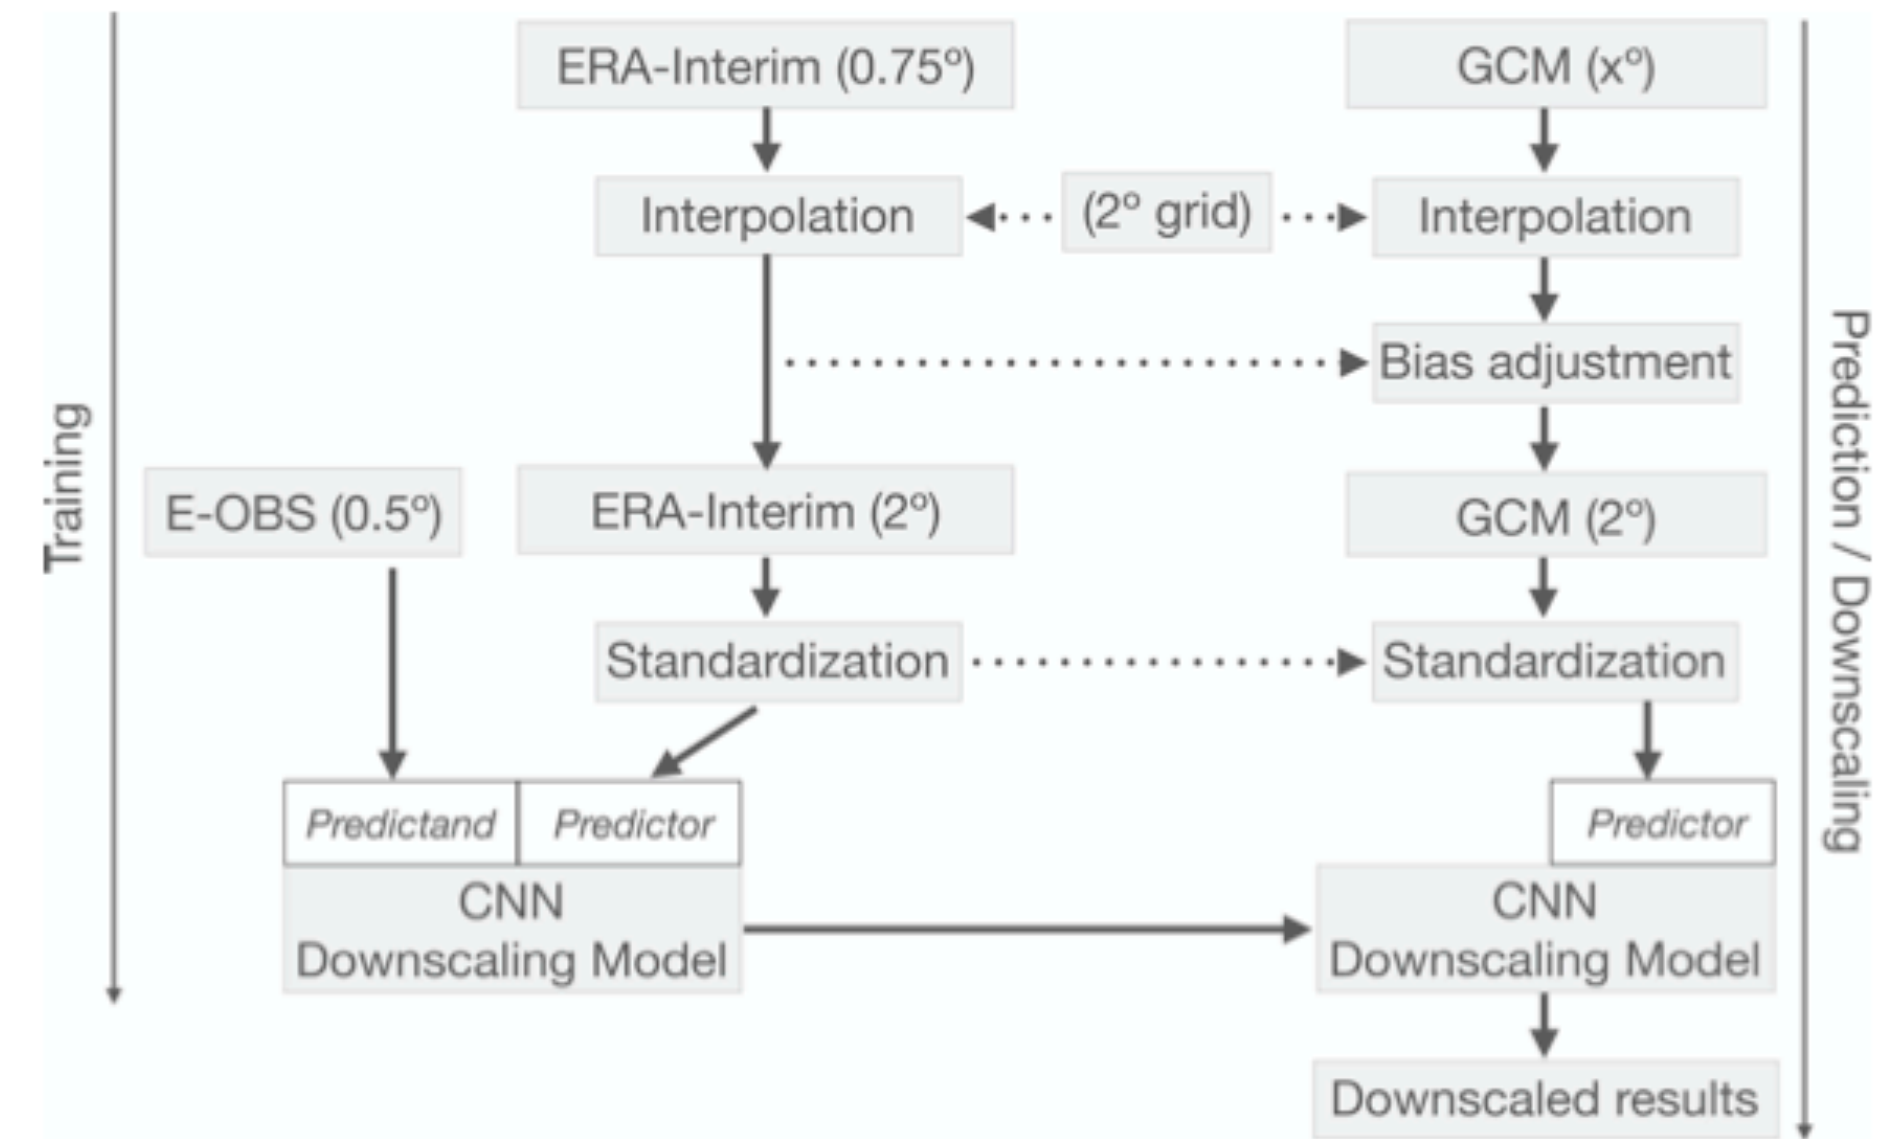 ERA-Interim (0.75º)
GCM (xº)
Interpolation
(2º grid)
Interpolation
Bias adjustment
Training
Prediction / Downscaling
E-OBS (0.5º)
ERA-Interim (2º)
GCM (2º)
Standardization
Standardization
Predictand
Predictor
Predictor
CNN
Downscaling Model
CNN
Downscaling Model
Downscaled results